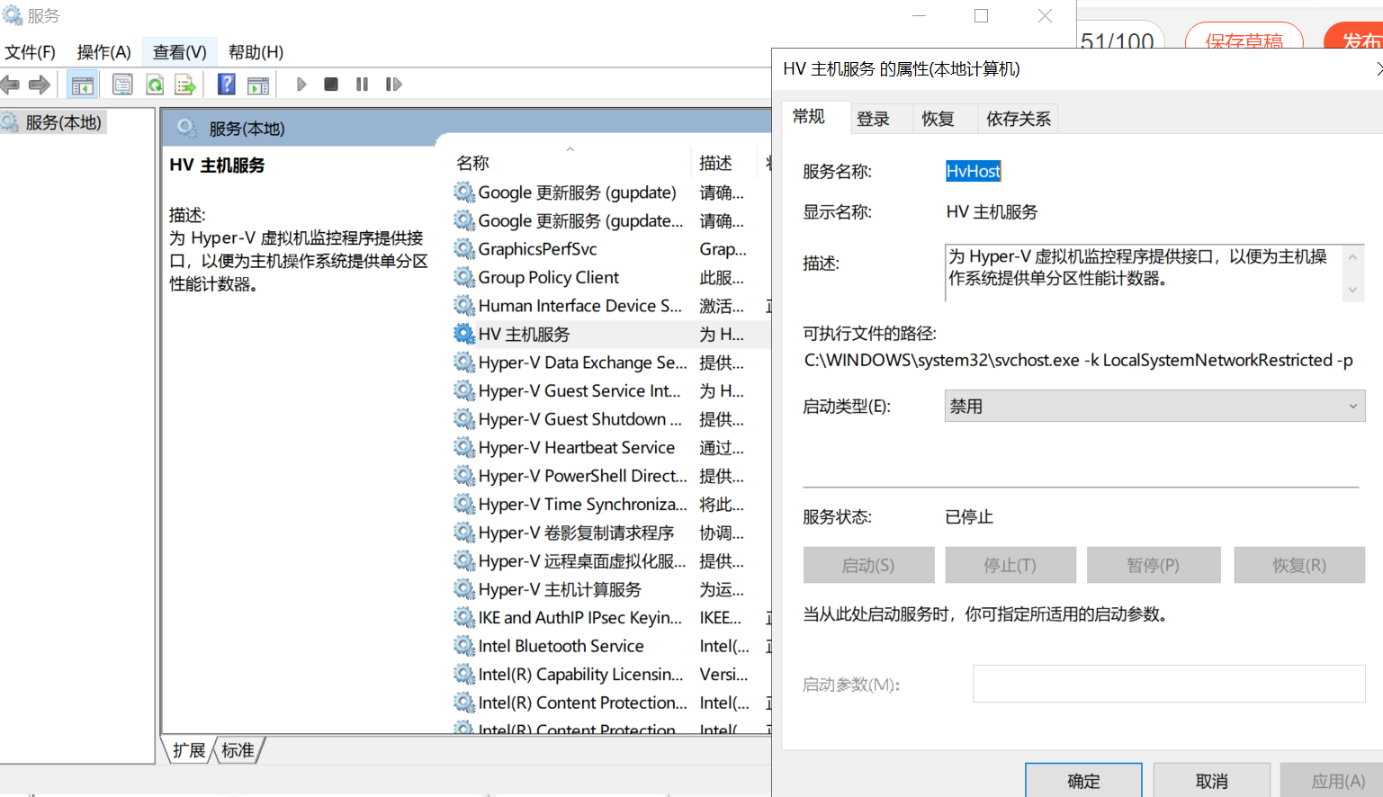 服务
51/100
保存草稿
发布
文件(F) 操作(A) 查看(V) 帮助(H)
服务(本地)
服务(本地)
HV 主机服务
描述:
为 Hyper-V 虚拟机监控程序提供接
口，以便为主机操作系统提供单分区
性能计数器。
名称 描述
Google 更新服务 (gupdate) 请确...
Google 更新服务 (gupdate... 请确...
GraphicsPerfSvc Grap...
Group Policy Client 此服...
Human Interface Device S... 激活...
HV 主机服务 为 H...
Hyper-V Data Exchange Se... 提供...
Hyper-V Guest Service Int... 为 H...
Hyper-V Guest Shutdown ... 提供...
Hyper-V Heartbeat Service 通过...
Hyper-V PowerShell Direct... 提供...
Hyper-V Time Synchroniza... 将此...
Hyper-V 卷影复制请求程序 协调...
Hyper-V 远程桌面虚拟化服... 提供...
Hyper-V 主机计算服务 为运...
IKE and AuthIP IPsec Keyin... IKEE...
Intel Bluetooth Service Intel(...
Intel(R) Capability Licensin... Versi...
Intel(R) Content Protection... Intel(...
Intel(R) Content Protection Intel(
扩展 标准
HV 主机服务 的属性(本地计算机)
常规 登录 恢复 依存关系
服务名称: HvHost
显示名称: HV 主机服务
描述: 为 Hyper-V 虚拟机监控程序提供接口，以便为主机操
作系统提供单分区性能计数器。
可执行文件的路径:
C:\WINDOWS\system32\svchost.exe -k LocalSystemNetworkRestricted -p
启动类型(E): 禁用
服务状态: 已停止
启动(S) 停止(T) 暂停(P) 恢复(R)
当从此处启动服务时，你可指定所适用的启动参数。
启动参数(M):
确定 取消 应用(A)